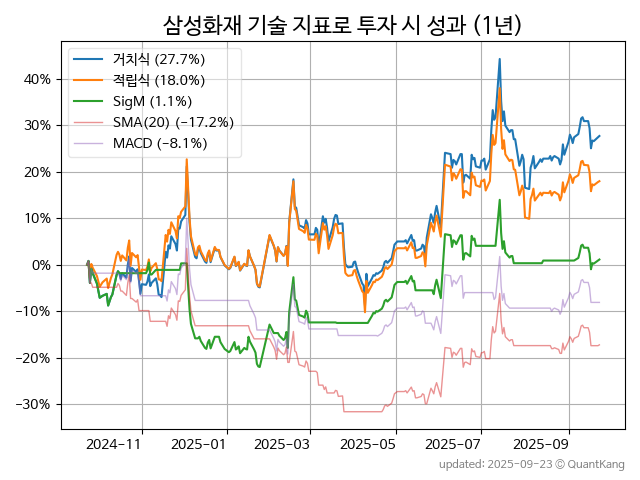 삼성화재 기술 지표로 투자 시 성과 (1년)
거치식 (27.7%)
적립식 (18.0%)
SigM (1.1%)
SMA(20) (−17.2%)
MACD (−8.1%)
40%
30%
20%
10%
0%
−10%
−20%
−30%
2024-11 2025-01 2025-03 2025-05 2025-07 2025-09
updated: 2025-09-23 ⓒ QuantKang